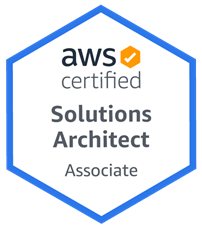 aws
certified
Solutions
Architect
Associate